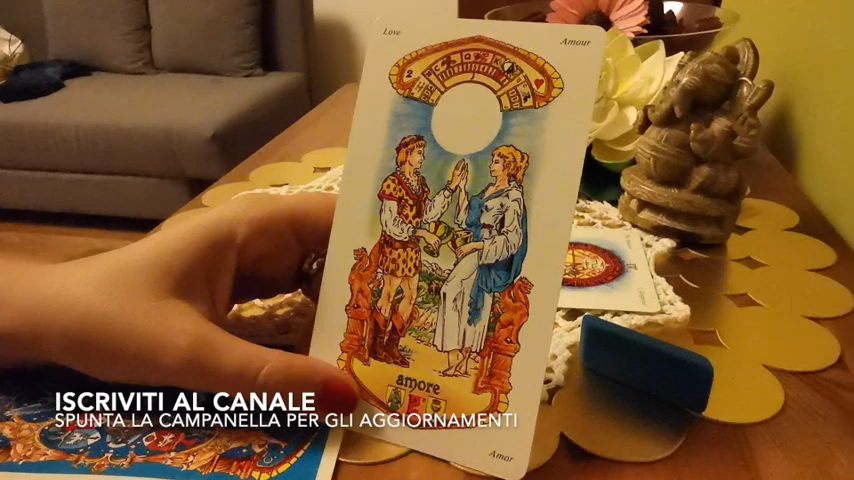 Love
Amour
2
amore
ISCRIVITI AL CANALE
SPUNTA LA CAMPANELLA PER GLI AGGIORNAMENTI
Amor